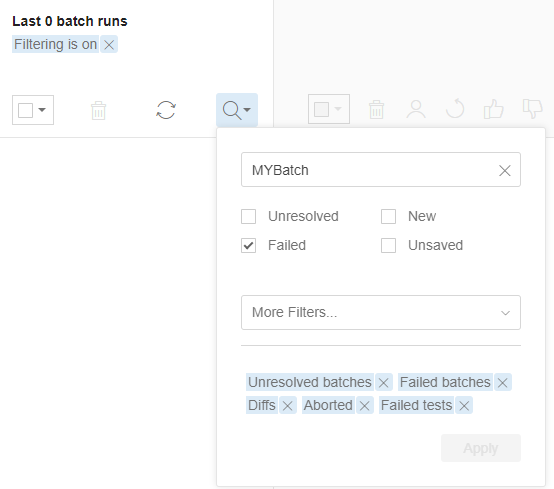 Last 0 batch runs
Filtering is on
MYBatch
Unresolved New
Failed Unsaved
More Filters...
Unresolved batches Failed batches
Diffs Aborted Failed tests
Apply